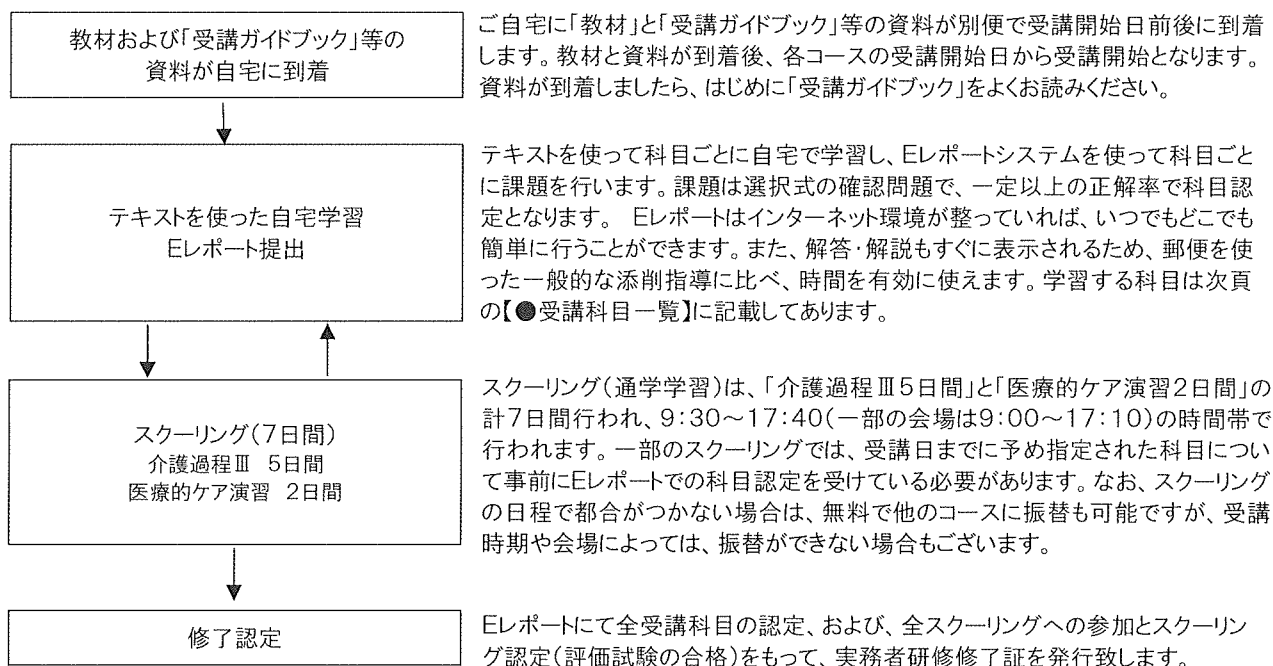 教材および「受講ガイドブック」等の
資料が自宅に到着
ご自宅に「教材」と「受講ガイドブック」等の資料が別便で受講開始日前後に到着
します。教材と資料が到着後、各コースの受講開始日から受講開始となります。
資料が到着しましたら、はじめに「受講ガイドブック」をよくお読みください。
テキストを使った自宅学習
Eレポート提出
テキストを使って科目ごとに自宅で学習し、Eレポートシステムを使って科目ごと
に課題を行います。課題は選択式の確認問題で、一定以上の正解率で科目認
定となります。 Eレポートはインターネット環境が整っていれば、いつでもどこでも
簡単に行うことができます。また、解答・解説もすぐに表示されるため、郵便を使
った一般的な添削指導に比べ、時間を有効に使えます。学習する科目は次頁
の【●受講科目一覧】に記載してあります。
スクーリング(7日間)
介護過程Ⅲ 5日間
医療的ケア演習 2日間
スクーリング(通学学習)は、「介護過程Ⅲ5日間」と「医療的ケア演習2日間」の
計7日間行われ、9:30～17:40(一部の会場は9:00～17:10)の時間帯で
行われます。一部のスクーリングでは、受講日までに予め指定された科目につい
て事前にEレポートでの科目認定を受けている必要があります。なお、スクーリング
の日程で都合がつかない場合は、無料で他のコースに振替も可能ですが、受講
時期や会場によっては、振替ができない場合もございます。
修了認定
Eレポートにて全受講科目の認定、および、全スクーリングへの参加とスクーリン
グ認定(評価試験の合格)をもって、実務者研修修了証を発行致します。